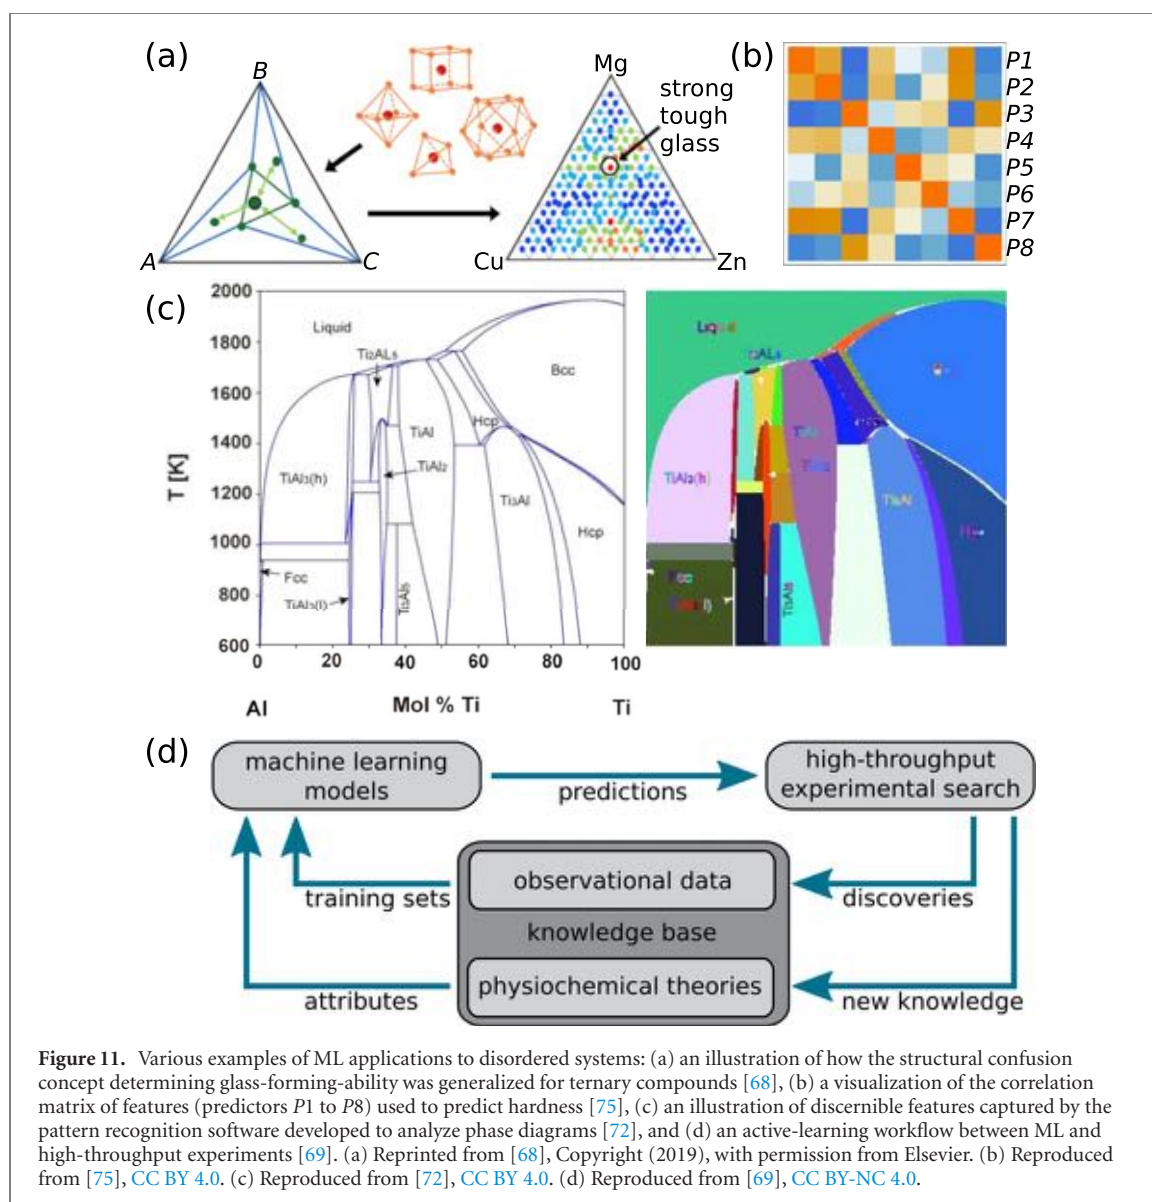 (a)
B
A
C
Mg
strong
tough
glass
Cu
Zn
(b)
P1
P2
P3
P4
P5
P6
P7
P8
(c)
2000
1800
1600
1400
1200
1000
800
600
T [K]
0
20
40
60
80
100
Al
Mol % Ti
Ti
Liquid
Ti₂AL₅
Bcc
Hcp
TiAl
TiAl₂
TiAl₃(h)
Ti₃Al
Hcp
Fcc
TiAl₃(l)
Ti₃Al₅
Liquid
TiAl₃(h)
Ti₃Al
Ti₃Al₅
(d)
machine learning
models
predictions
high-throughput
experimental search
observational data
training sets
discoveries
knowledge base
physiochemical theories
attributes
new knowledge
Figure 11. Various examples of ML applications to disordered systems: (a) an illustration of how the structural confusion
concept determining glass-forming-ability was generalized for ternary compounds [68], (b) a visualization of the correlation
matrix of features (predictors P1 to P8) used to predict hardness [75], (c) an illustration of discernible features captured by the
pattern recognition software developed to analyze phase diagrams [72], and (d) an active-learning workflow between ML and
high-throughput experiments [69]. (a) Reprinted from [68], Copyright (2019), with permission from Elsevier. (b) Reproduced
from [75], CC BY 4.0. (c) Reproduced from [72], CC BY 4.0. (d) Reproduced from [69], CC BY-NC 4.0.